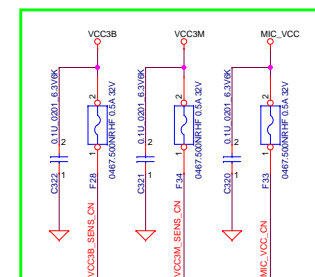 VCC3B
VCC3M
MIC_VCC
0.1U_0201_6.3V6K
2
1
C322
2
1
F28
0467.500NRHF 0.5A 32V
VCC3B_SENS_CN
0.1U_0201_6.3V6K
2
1
C321
2
1
F34
0467.500NRHF 0.5A 32V
VCC3M_SENS_CN
0.1U_0201_6.3V6K
2
1
C320
2
1
F33
0467.500NRHF 0.5A 32V
MIC_VCC_CN